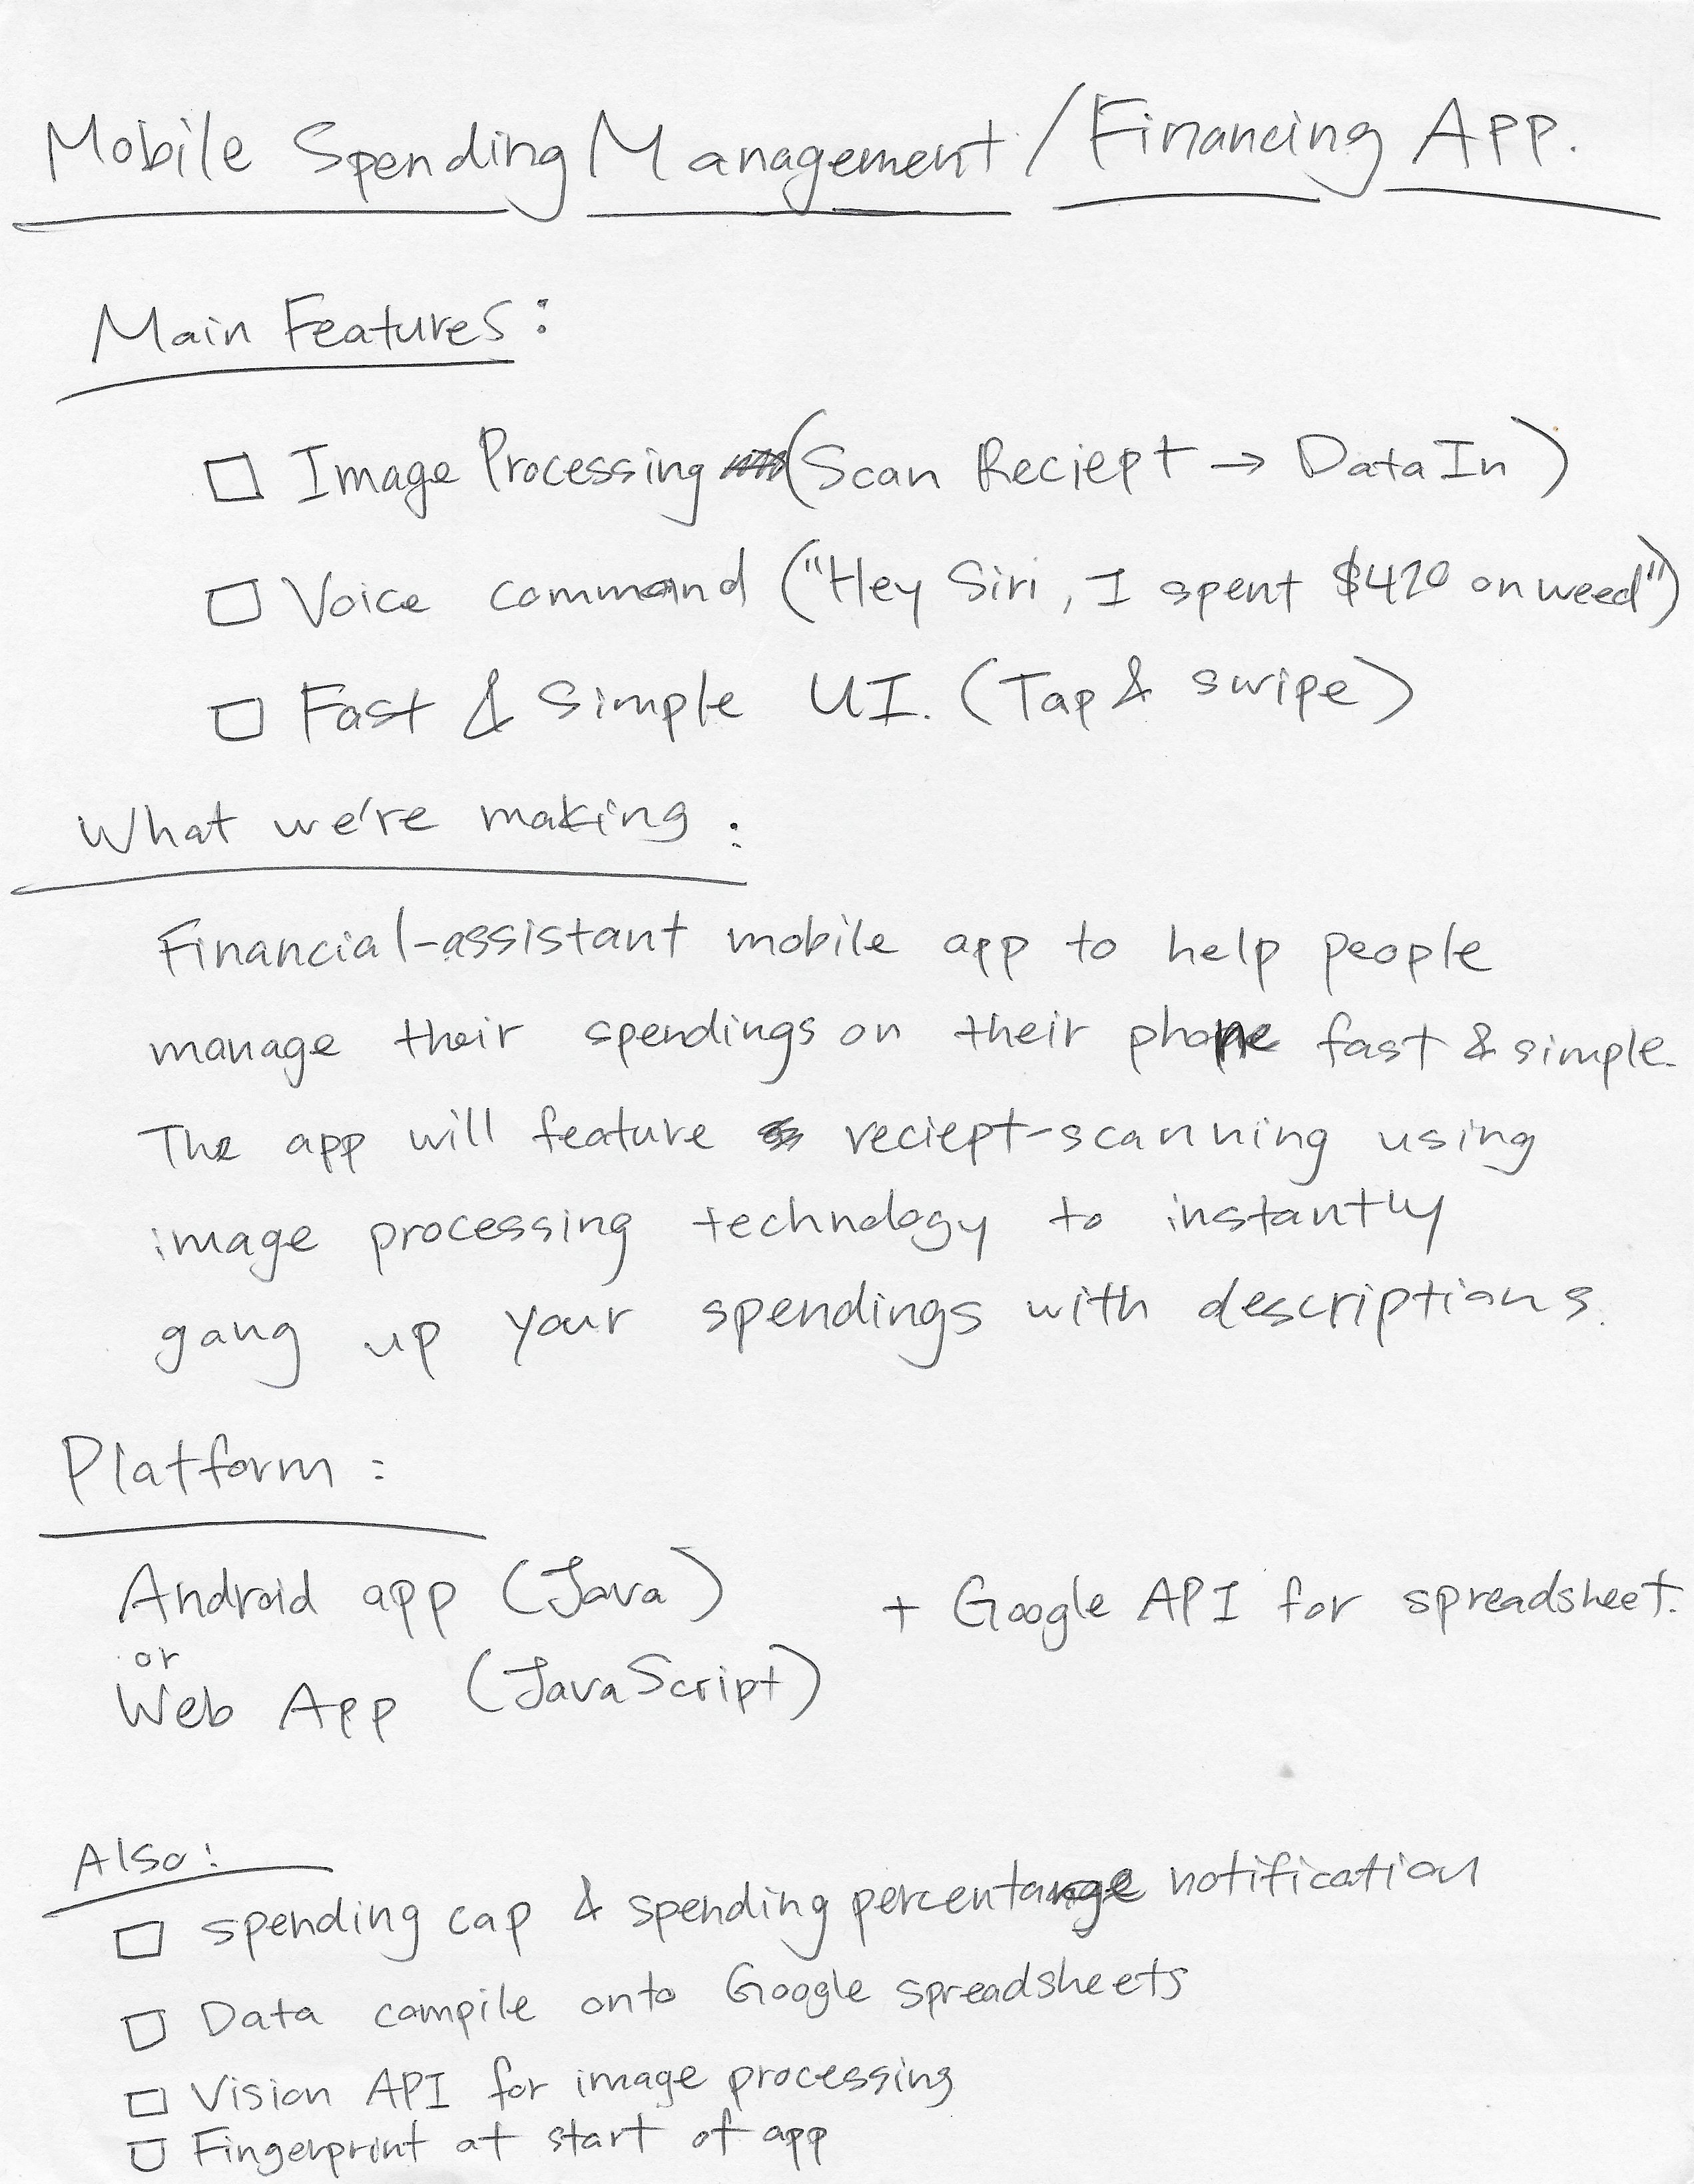 Mobile Spending Management / Financing App.
Main Features:
Image Processing (Scan Reciept → Data In)
Voice command ("Hey Siri, I spent $420 on weed")
Fast & Simple UI. (Tap & swipe)
What we're making:
Financial-assistant mobile app to help people
manage their spendings on their phone fast & simple.
The app will feature reciept-scanning using
image processing technology to instantly
gang up your spendings with descriptions.
Platform:
Android app (Java) + Google API for spreadsheet.
or
Web App (JavaScript)
Also:
spending cap & spending percentange notification
Data compile onto Google spreadsheets
Vision API for image processing
Fingerprint at start of app